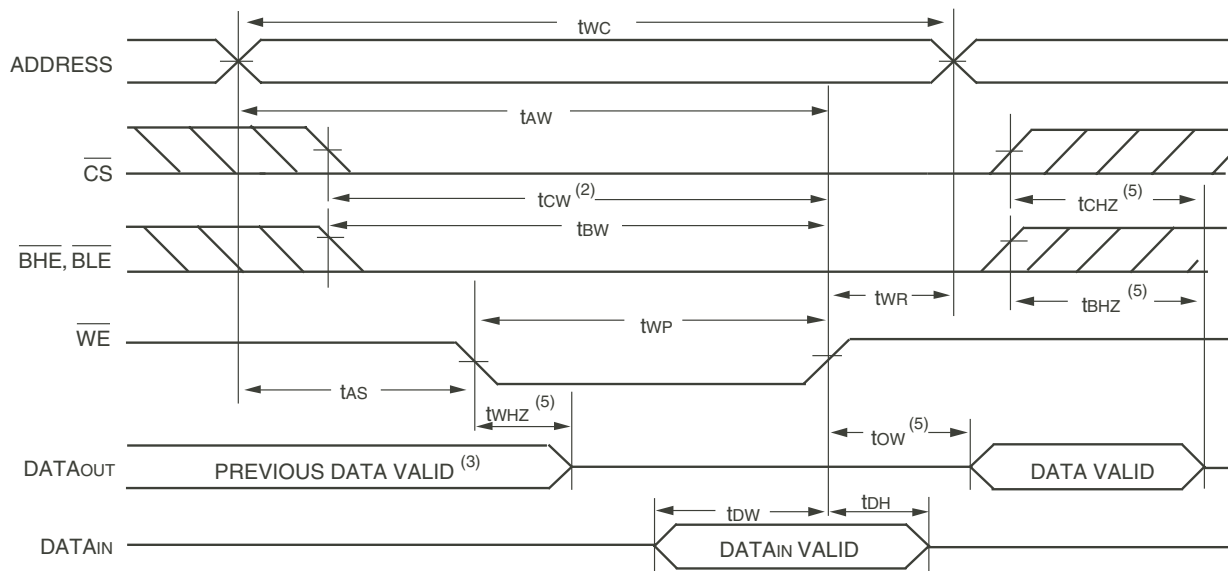 tWC
ADDRESS
tAW
CS
tCW (2)
tCHZ (5)
tBW
BHE, BLE
tWR
tBHZ (5)
tWP
WE
tAS
tWHZ (5)
tOW (5)
DATAOUT
PREVIOUS DATA VALID (3)
DATA VALID
tDW
tDH
DATAIN
DATAIN VALID